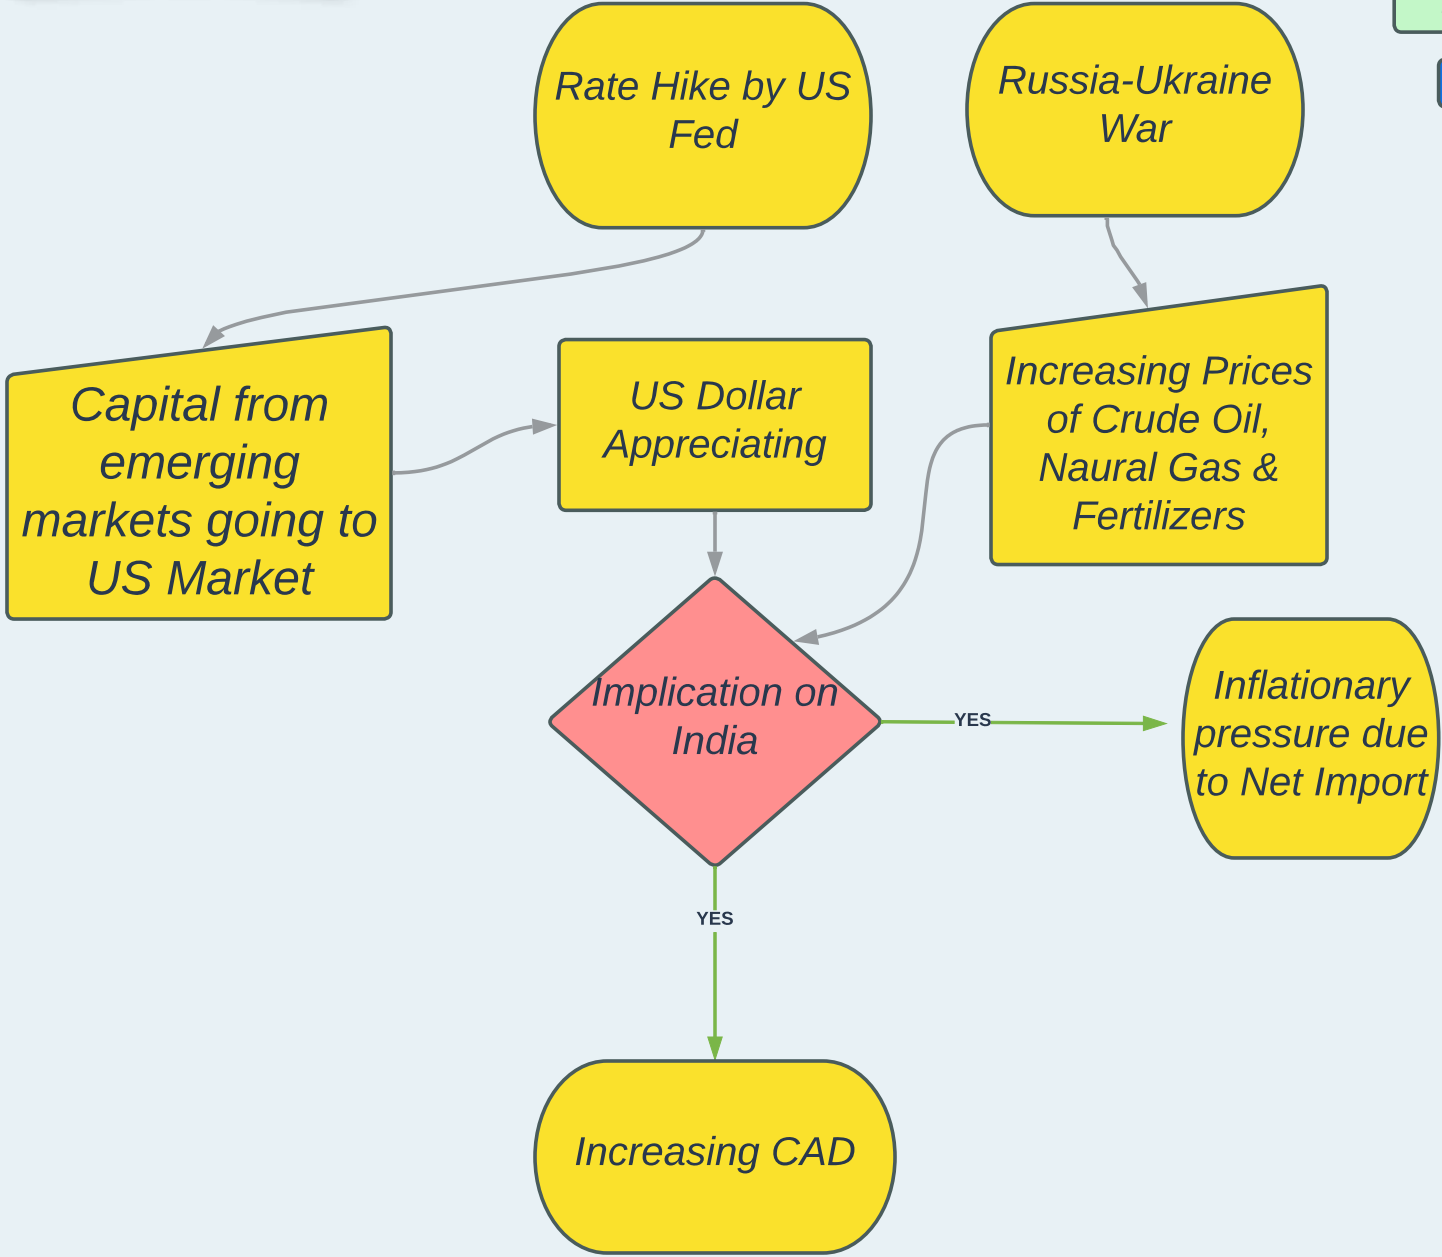 Rate Hike by US
Fed
Russia-Ukraine
War
Capital from
emerging
markets going to
US Market
US Dollar
Appreciating
Increasing Prices
of Crude Oil,
Naural Gas &
Fertilizers
Implication on
India
YES
Inflationary
pressure due
to Net Import
YES
Increasing CAD